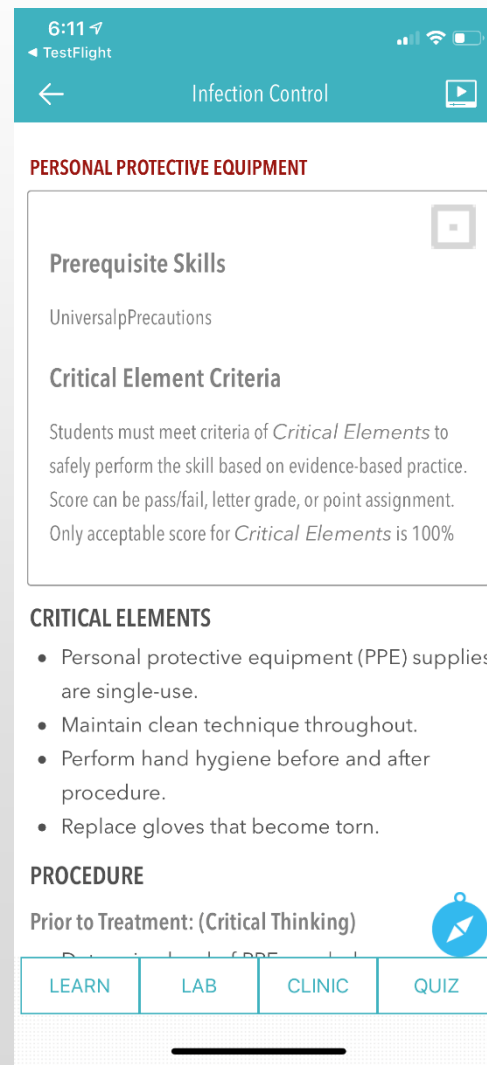 6:11
◀ TestFlight
Infection Control
PERSONAL PROTECTIVE EQUIPMENT
Prerequisite Skills
UniversalpPrecautions
Critical Element Criteria
Students must meet criteria of Critical Elements to
safely perform the skill based on evidence-based practice.
Score can be pass/fail, letter grade, or point assignment.
Only acceptable score for Critical Elements is 100%
CRITICAL ELEMENTS
• Personal protective equipment (PPE) supplies
are single-use.
• Maintain clean technique throughout.
• Perform hand hygiene before and after
procedure.
• Replace gloves that become torn.
PROCEDURE
Prior to Treatment: (Critical Thinking)
LEARN LAB CLINIC QUIZ